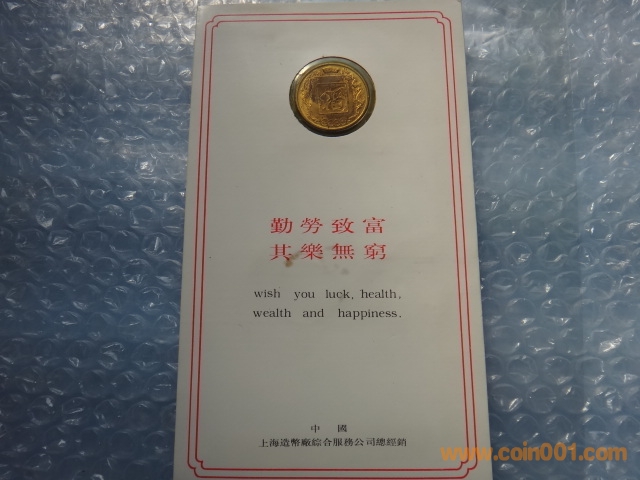 勤勞致富
其樂無窮
wish you luck, health,
wealth and happiness.
中 國
上海造幣廠綜合服務公司總經銷
www.coin001.com